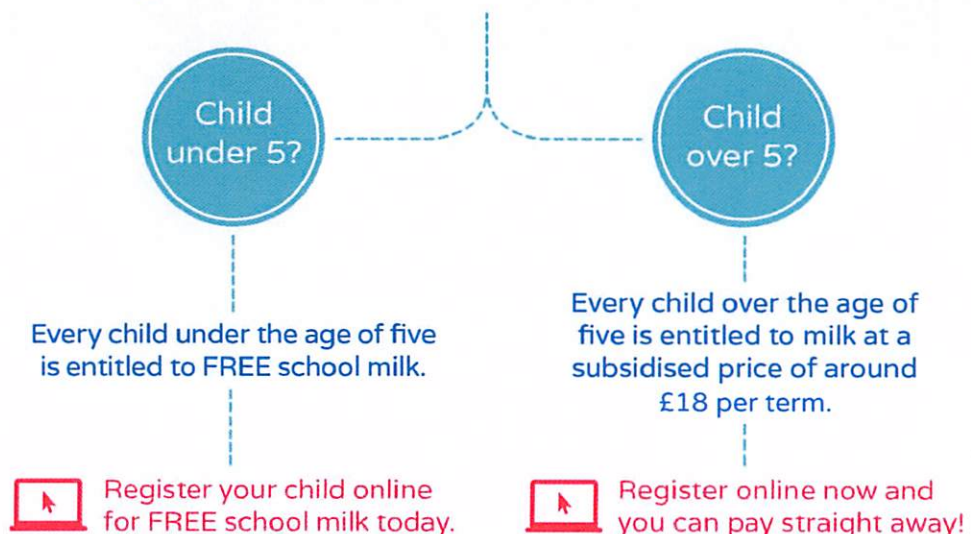 Child
under 5?
Every child under the age of five
is entitled to FREE school milk.
Register your child online
for FREE school milk today.
Child
over 5?
Every child over the age of
five is entitled to milk at a
subsidised price of around
£18 per term.
Register online now and
you can pay straight away!